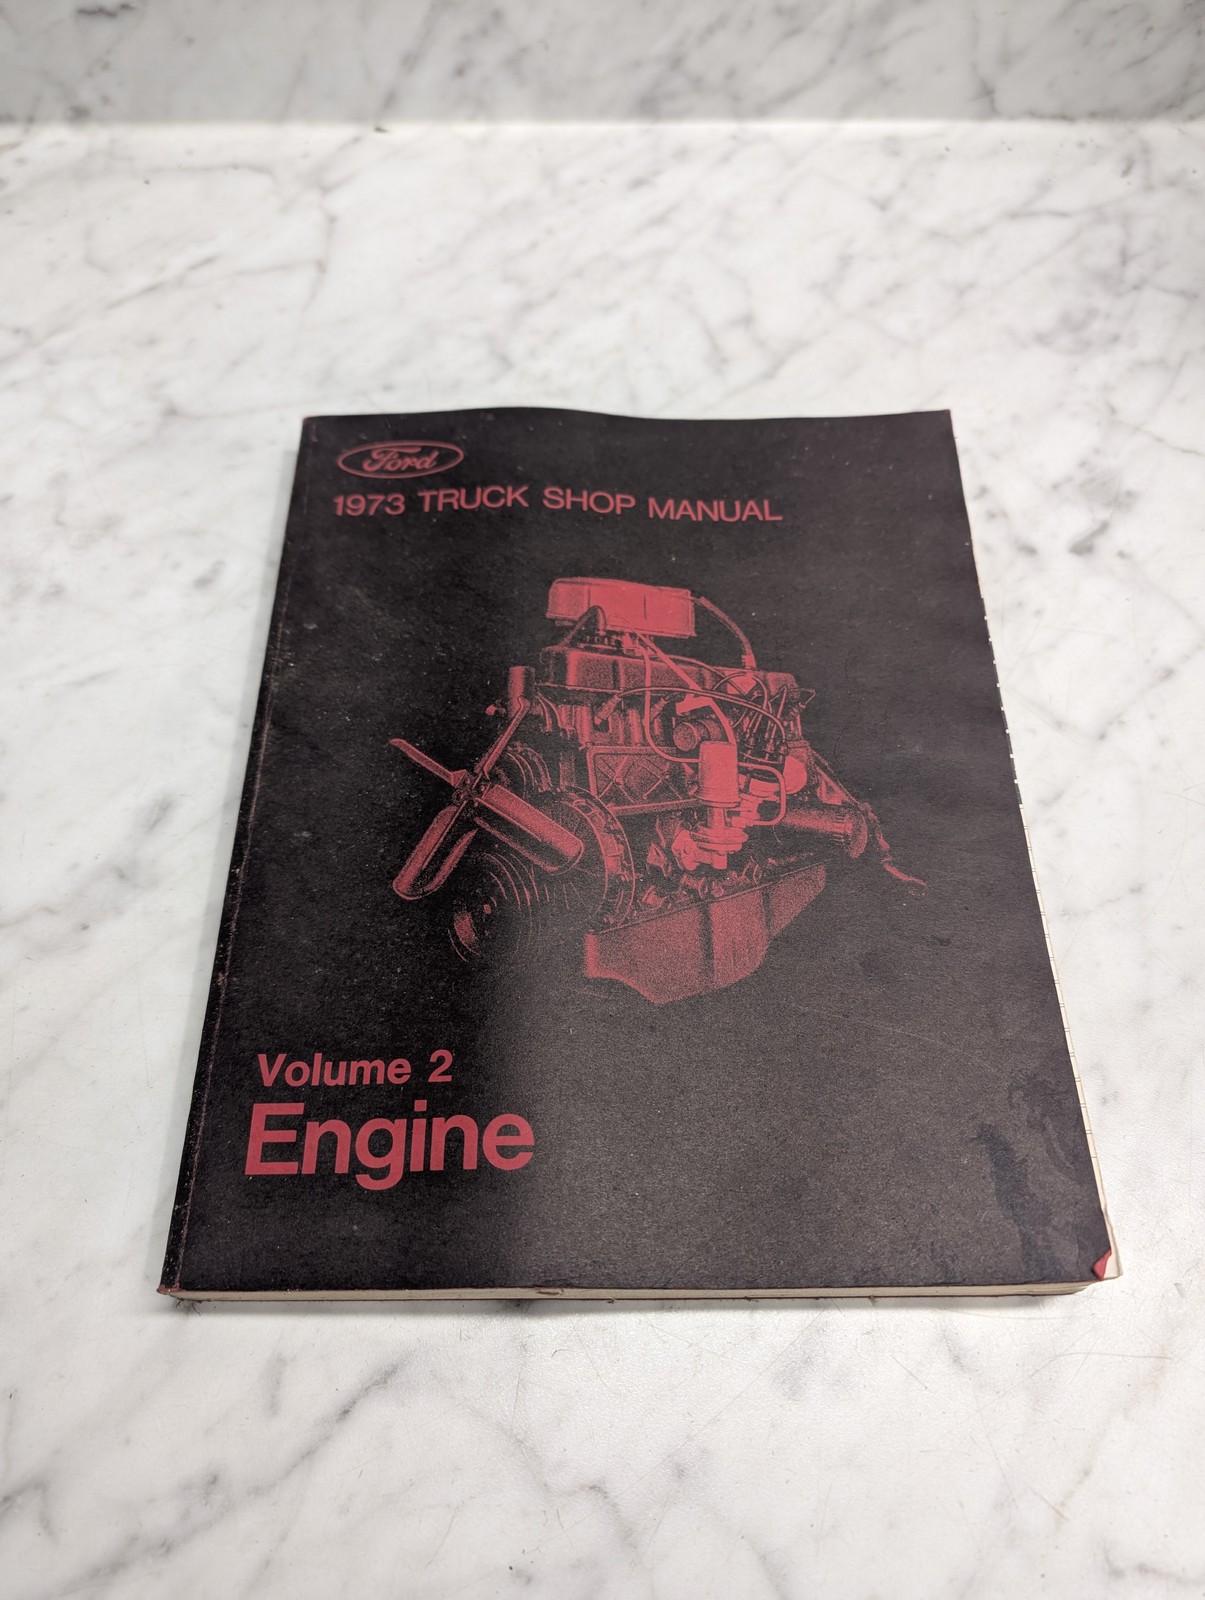 Ford
1973 TRUCK SHOP MANUAL
Volume 2
Engine